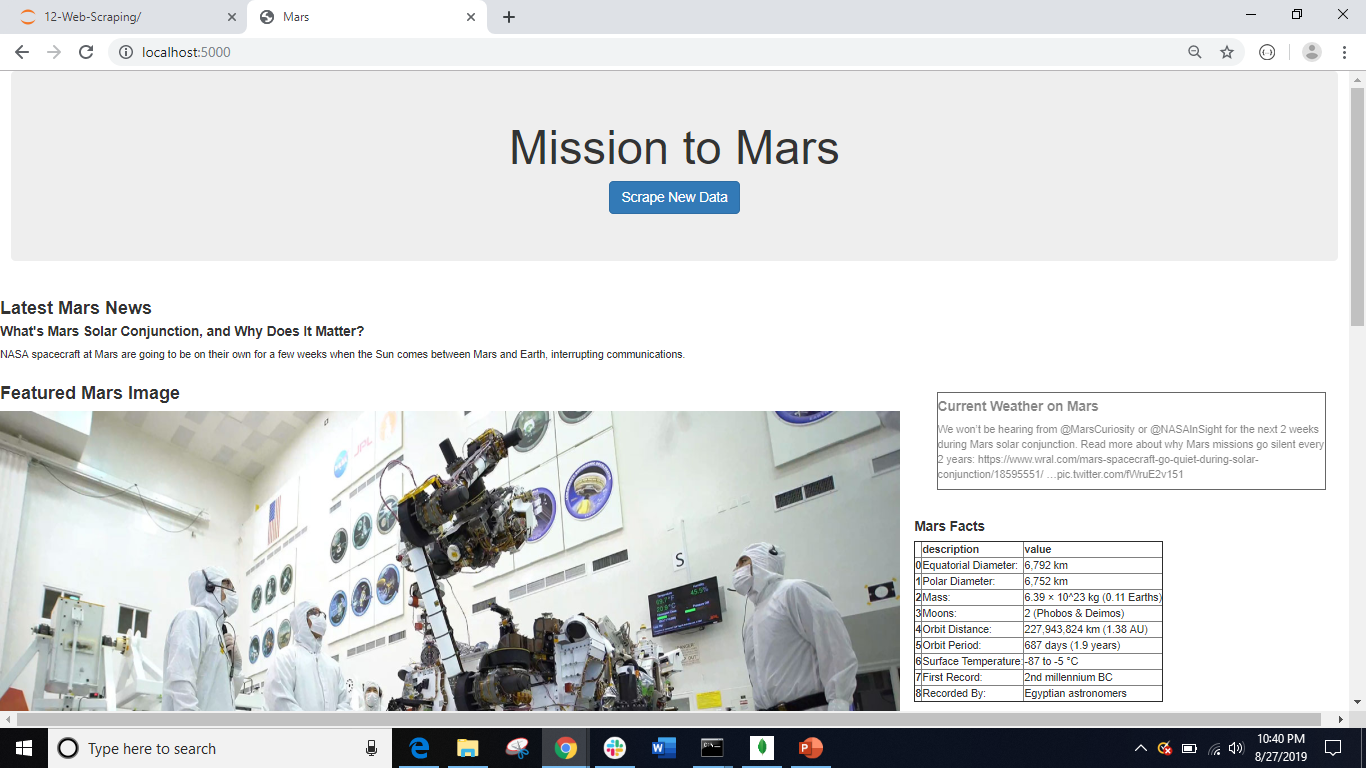 12-Web-Scraping/
Mars
localhost:5000
Mission to Mars
Scrape New Data
Latest Mars News
What's Mars Solar Conjunction, and Why Does It Matter?
NASA spacecraft at Mars are going to be on their own for a few weeks when the Sun comes between Mars and Earth, interrupting communications.
Featured Mars Image
JPL
S
Current Weather on Mars
We won't be hearing from @MarsCuriosity or @NASAInSight for the next 2 weeks
during Mars solar conjunction. Read more about why Mars missions go silent every
2 years: https://www.wral.com/mars-spacecraft-go-quiet-during-solar-
conjunction/18595551/ …pic.twitter.com/fWruE2v151
Mars Facts
description value
0 Equatorial Diameter: 6,792 km
1 Polar Diameter: 6,752 km
2 Mass: 6.39 × 10^23 kg (0.11 Earths)
3 Moons: 2 (Phobos & Deimos)
4 Orbit Distance: 227,943,824 km (1.38 AU)
5 Orbit Period: 687 days (1.9 years)
6 Surface Temperature: -87 to -5 °C
7 First Record: 2nd millennium BC
8 Recorded By: Egyptian astronomers
Type here to search
10:40 PM
8/27/2019